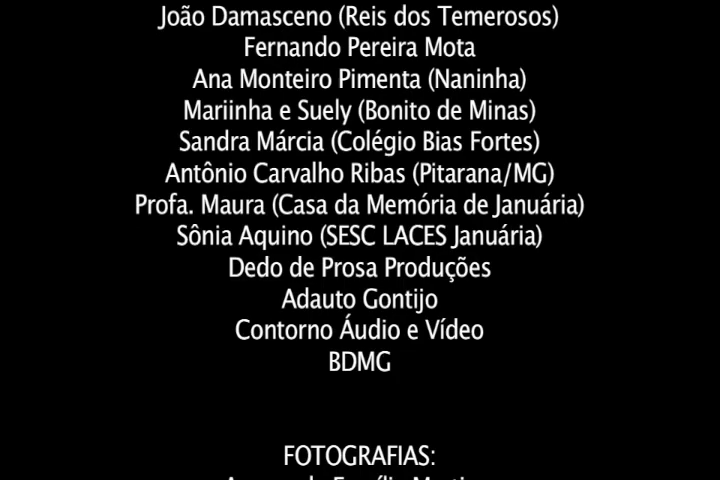 João Damasceno (Reis dos Temerosos)
Fernando Pereira Mota
Ana Monteiro Pimenta (Naninha)
Mariinha e Suely (Bonito de Minas)
Sandra Márcia (Colégio Bias Fortes)
Antônio Carvalho Ribas (Pitarana/MG)
Profa. Maura (Casa da Memória de Januária)
Sônia Aquino (SESC LACES Januária)
Dedo de Prosa Produções
Adauto Gontijo
Contorno Áudio e Vídeo
BDMG
FOTOGRAFIAS: